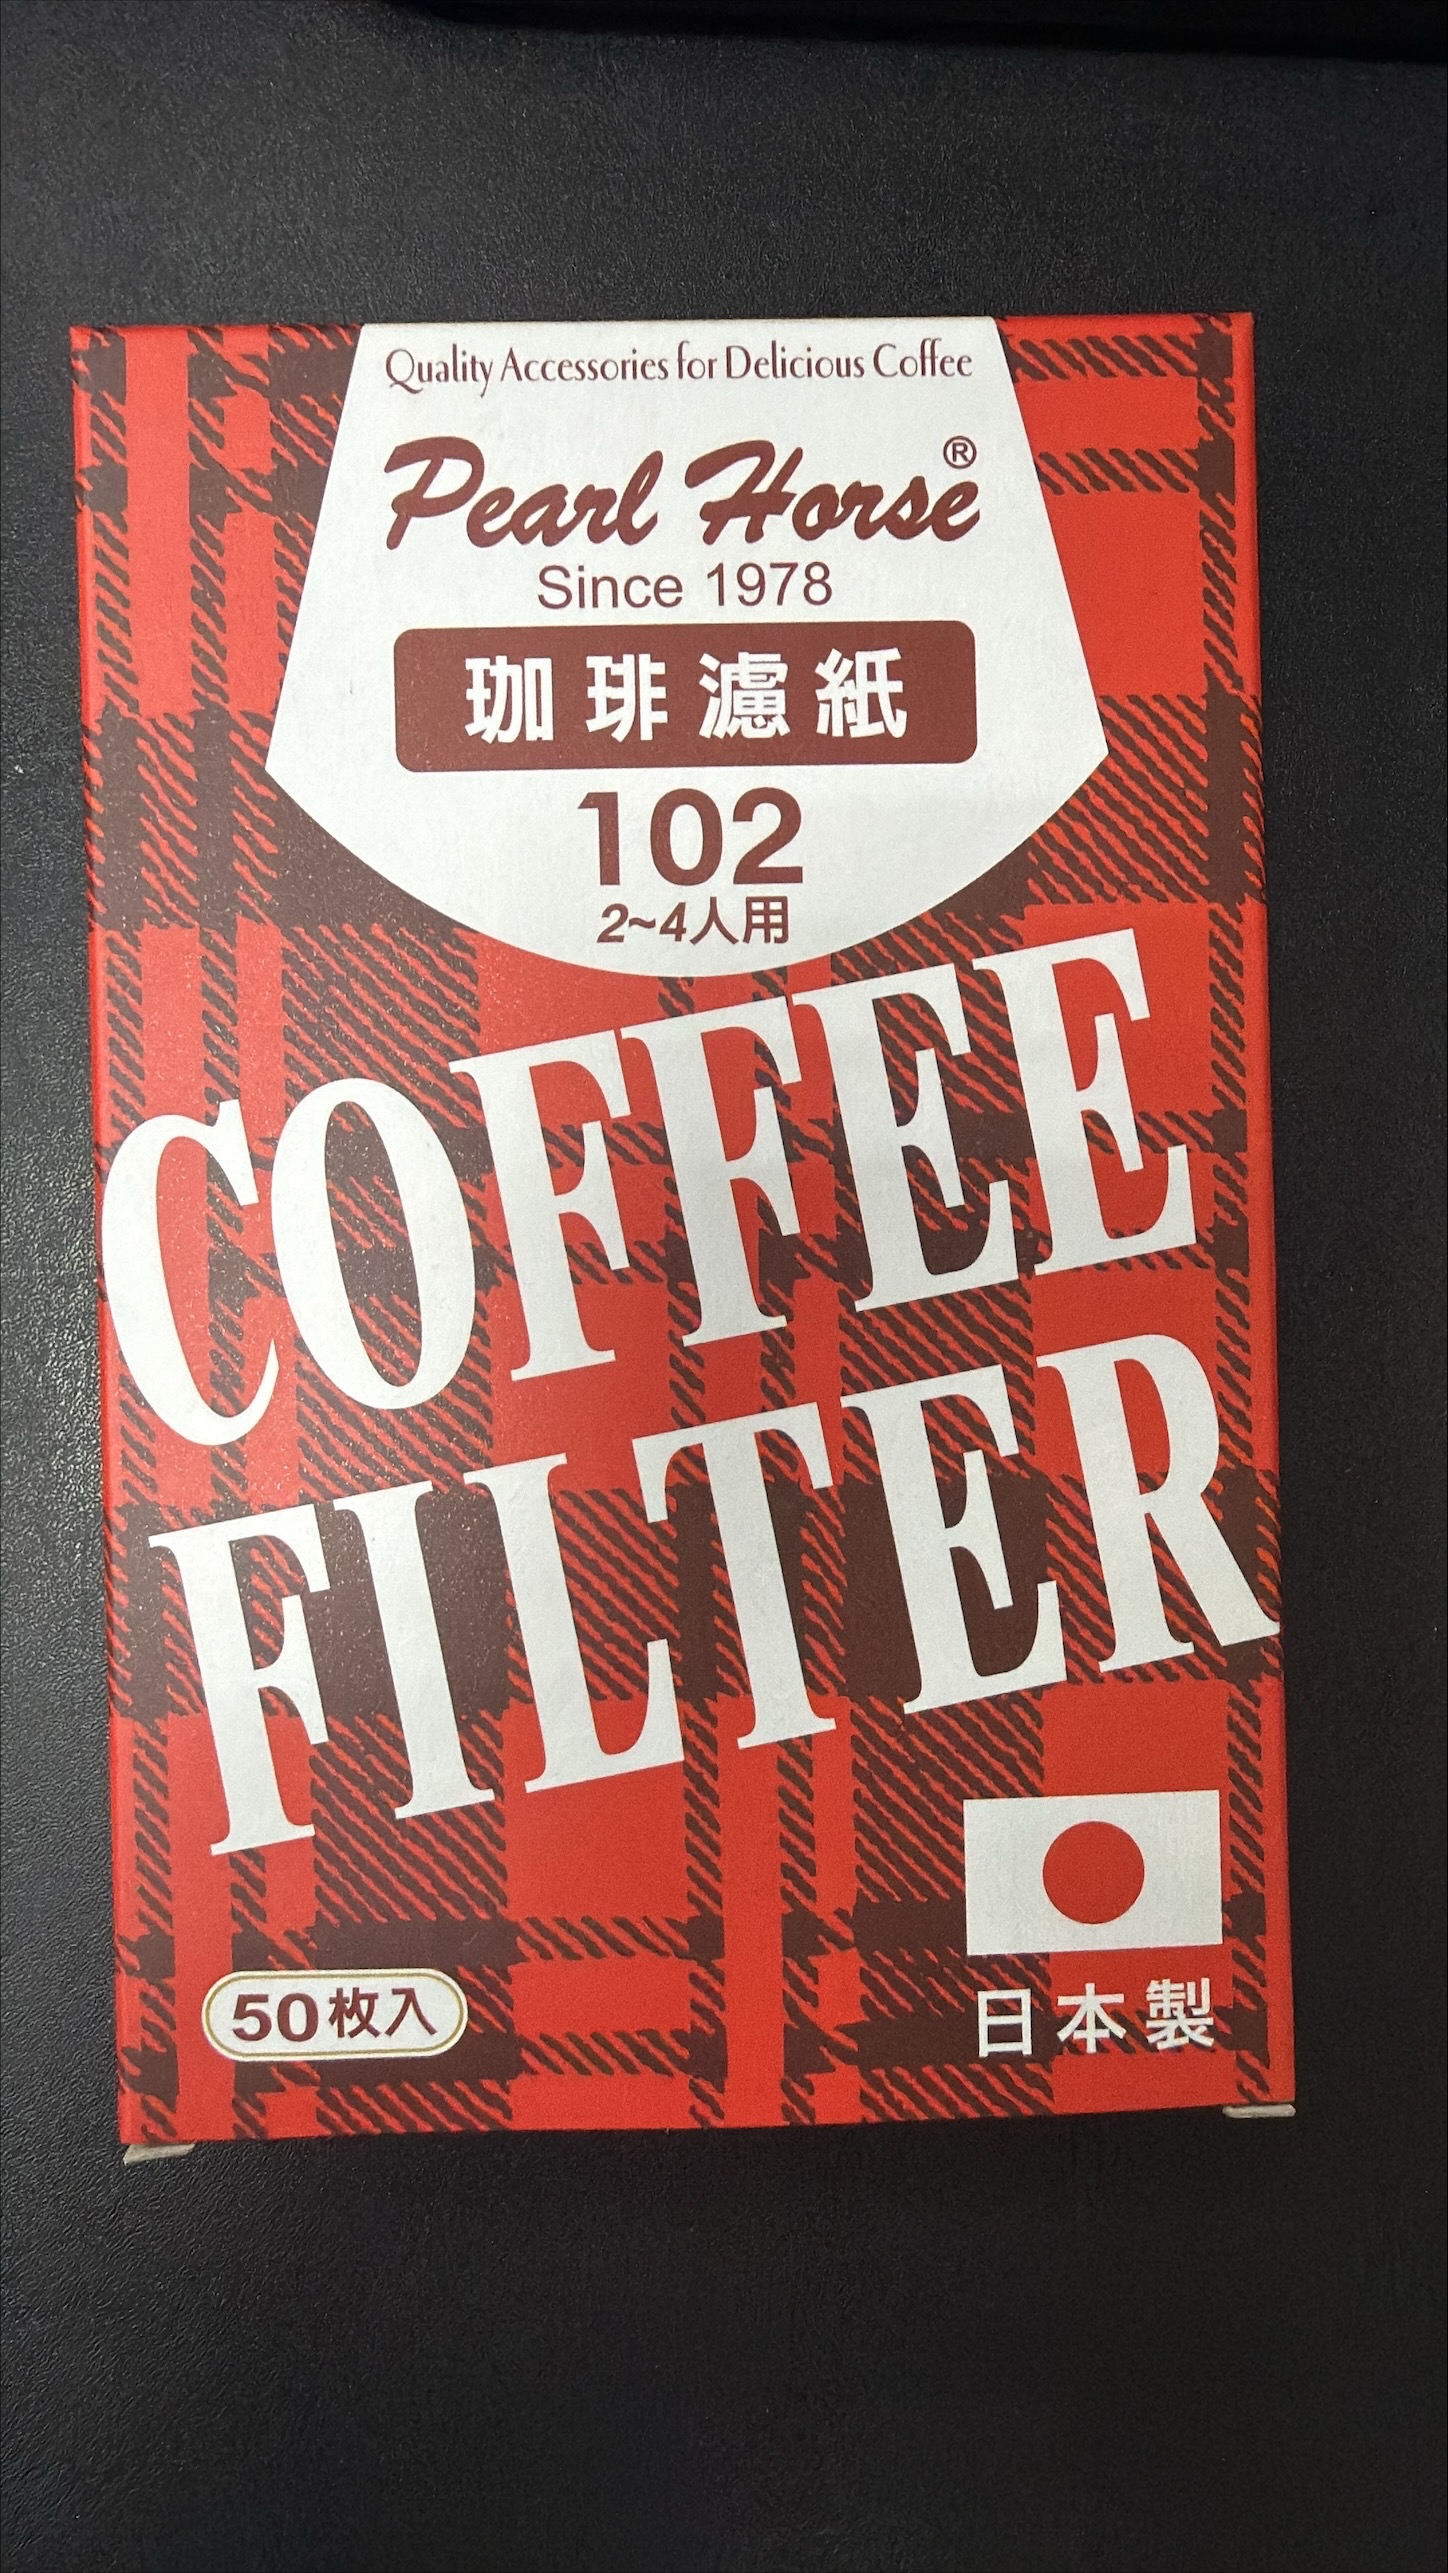 Quality Accessories for Delicious Coffee
Pearl Horse®
Since 1978
珈琲濾紙
102
2~4人用
COFFEE
FILTER
50枚入
日本製